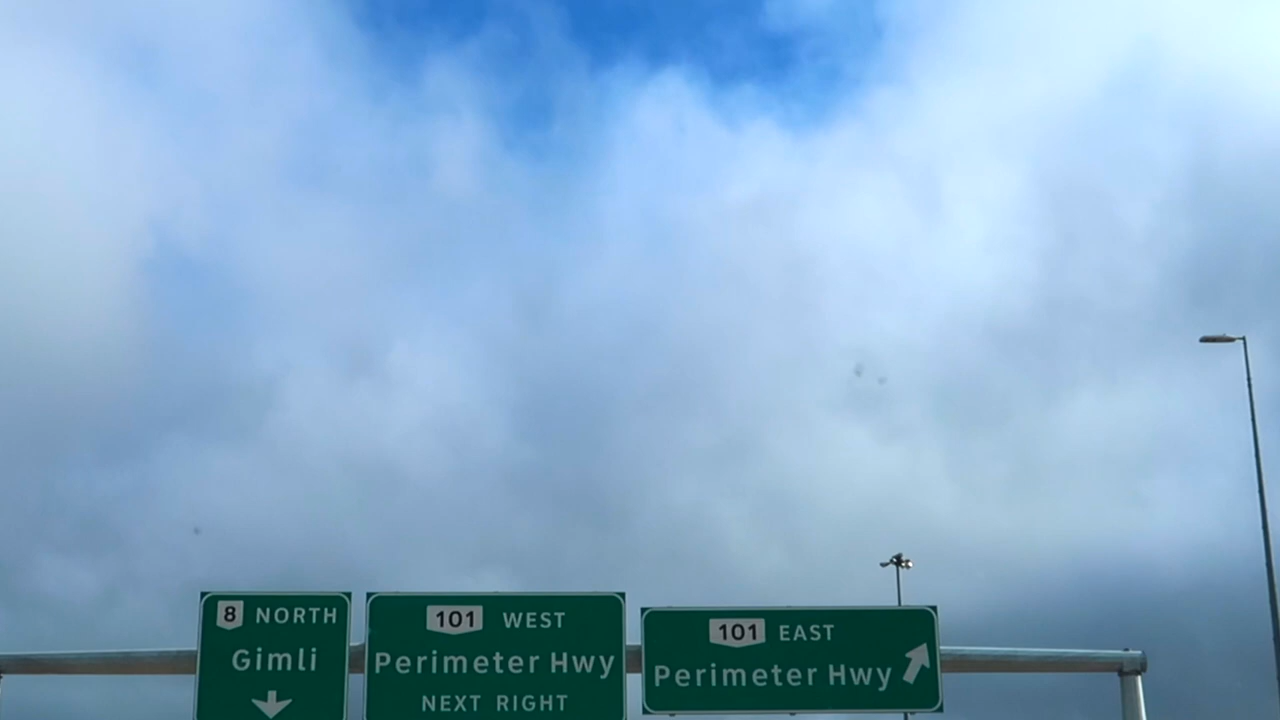 8 NORTH
Gimli
101 WEST
Perimeter Hwy
NEXT RIGHT
101 EAST
Perimeter Hwy